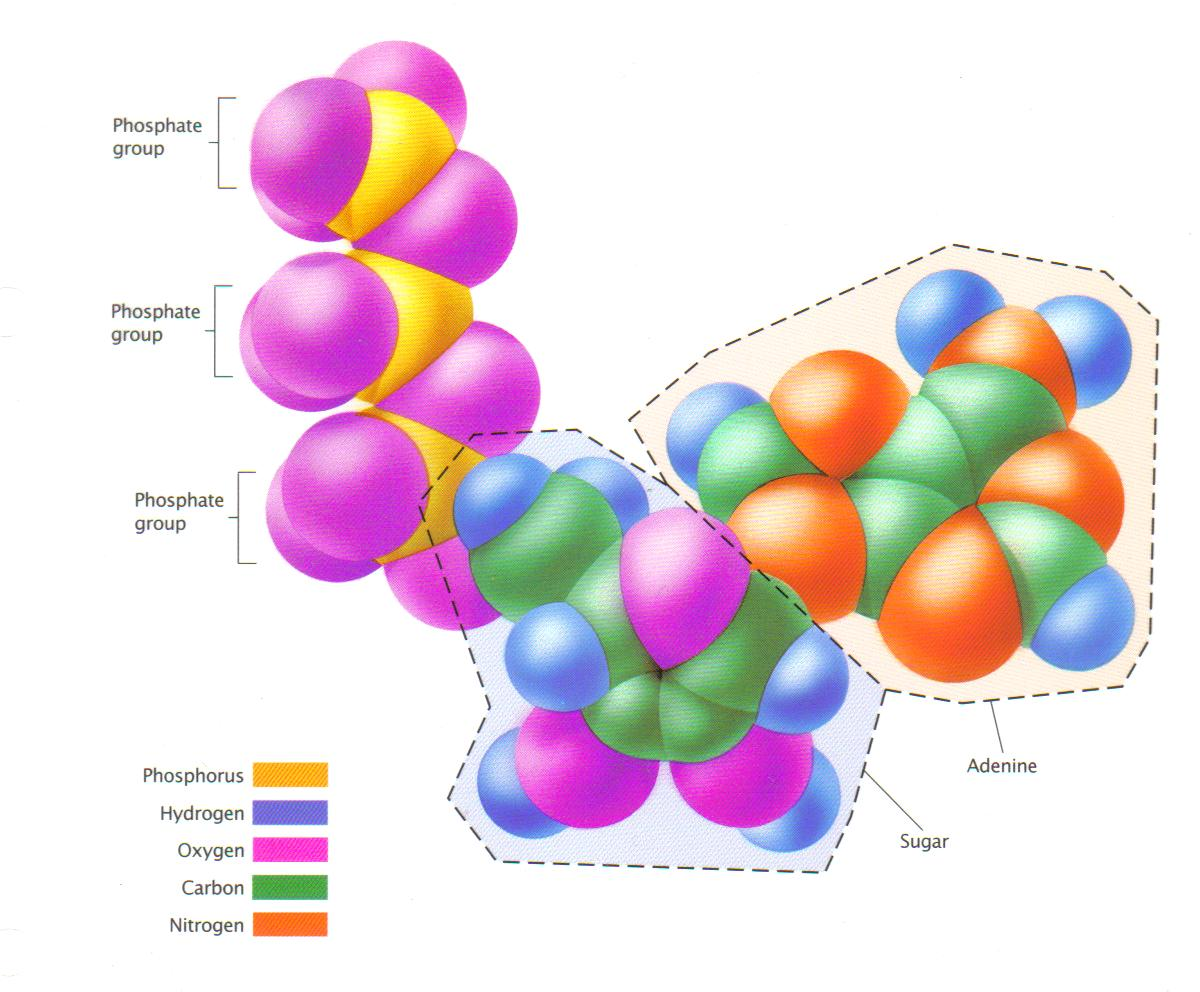 Phosphate
group
Phosphate
group
Phosphate
group
Adenine
Sugar
Phosphorus
Hydrogen
Oxygen
Carbon
Nitrogen